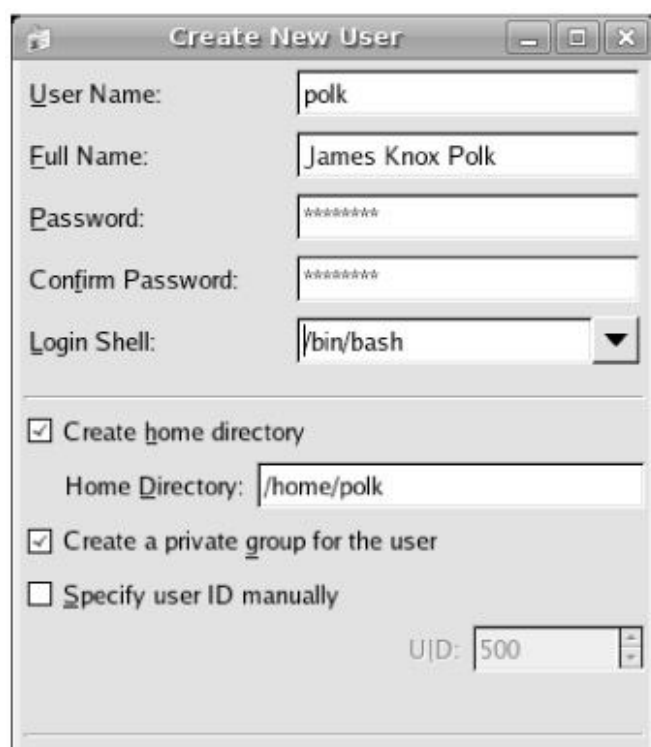 Create New User
User Name: polk
Full Name: James Knox Polk
Password: ********
Confirm Password: ********
Login Shell: /bin/bash
Create home directory
Home Directory: /home/polk
Create a private group for the user
Specify user ID manually
UID: 500